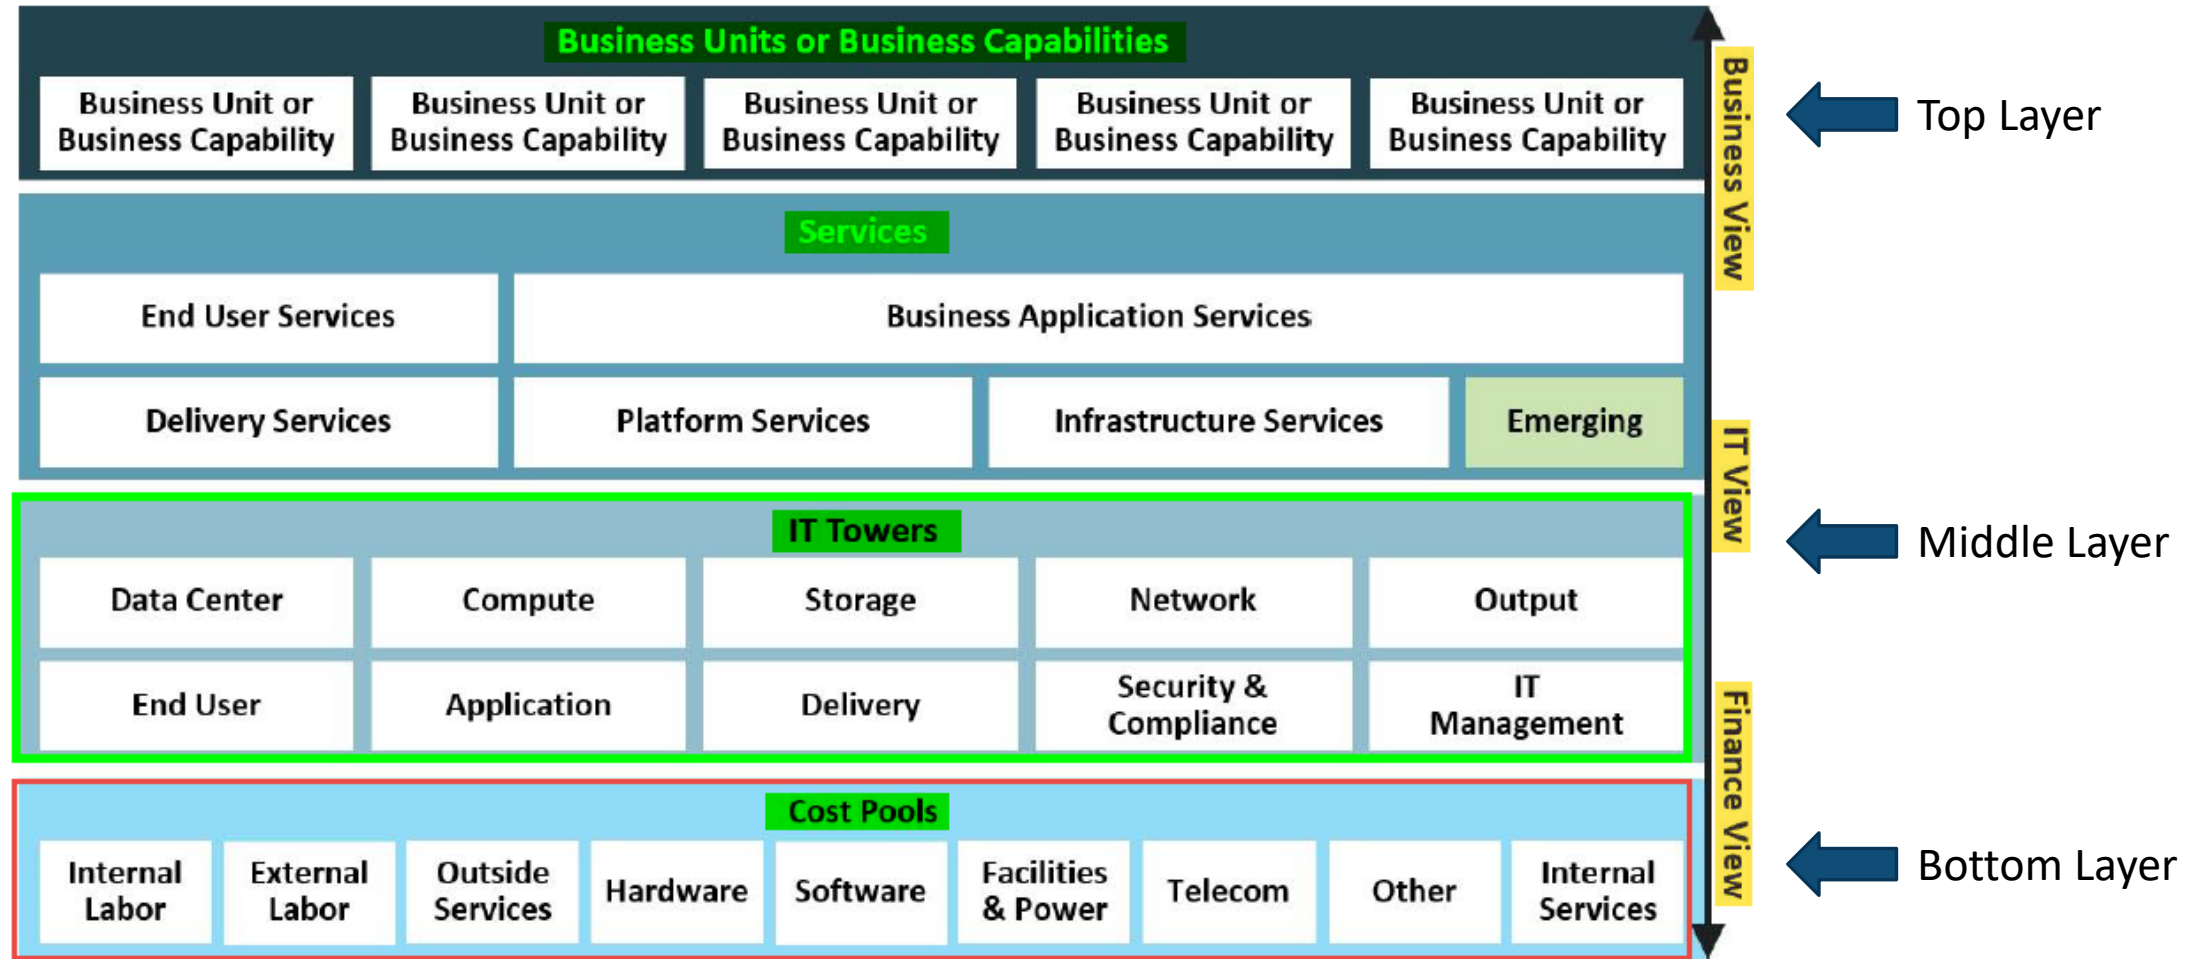 Business Units or Business Capabilities
Business Unit or
Business Capability
Business Unit or
Business Capability
Business Unit or
Business Capability
Business Unit or
Business Capability
Business Unit or
Business Capability
Services
End User Services
Business Application Services
Delivery Services
Platform Services
Infrastructure Services
Emerging
IT Towers
Data Center
Compute
Storage
Network
Output
End User
Application
Delivery
Security &
Compliance
IT
Management
Cost Pools
Internal
Labor
External
Labor
Outside
Services
Hardware
Software
Facilities
& Power
Telecom
Other
Internal
Services
Business View
IT View
Finance View
Top Layer
Middle Layer
Bottom Layer